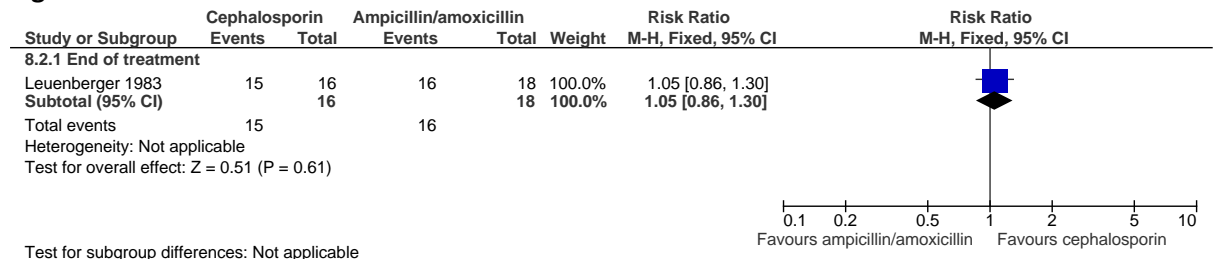 Cephalosporin Ampicillin/amoxicillin Risk Ratio Risk Ratio
Study or Subgroup Events Total Events Total Weight M-H, Fixed, 95% CI M-H, Fixed, 95% CI
8.2.1 End of treatment
Leuenberger 1983 15 16 16 18 100.0% 1.05 [0.86, 1.30]
Subtotal (95% CI) 16 18 100.0% 1.05 [0.86, 1.30]
Total events 15 16
Heterogeneity: Not applicable
Test for overall effect: Z = 0.51 (P = 0.61)
0.1 0.2 0.5 1 2 5 10
Favours ampicillin/amoxicillin Favours cephalosporin
Test for subgroup differences: Not applicable